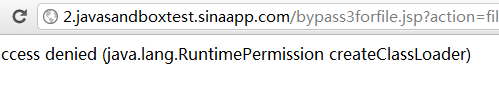 2.javasandboxtest.sinaapp.com/bypass3forfile.jsp?action=fil
ccess denied (java.lang.RuntimePermission createClassLoader)